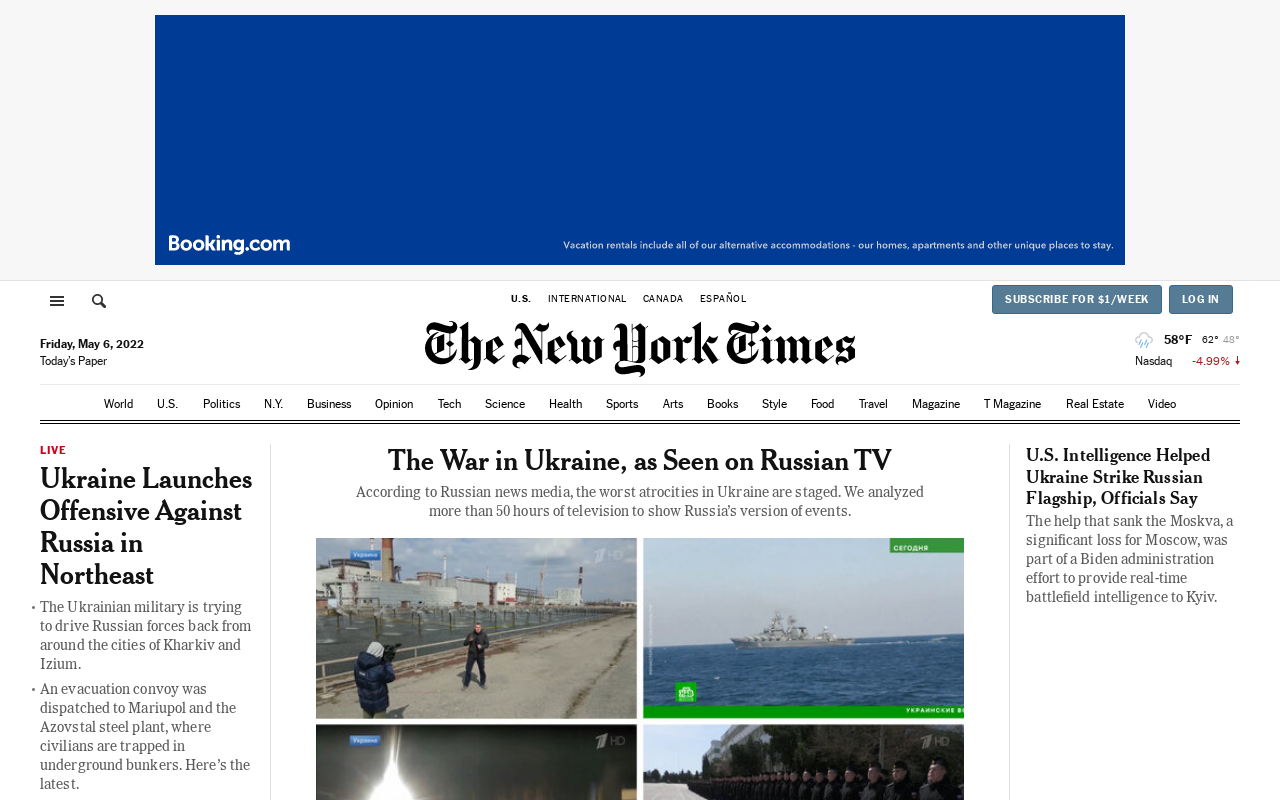 Booking.com
Vacation rentals include all of our alternative accommodations - our homes, apartments and other unique places to stay.
U.S. INTERNATIONAL CANADA ESPAÑOL
SUBSCRIBE FOR $1/WEEK
LOG IN
Friday, May 6, 2022
Today's Paper
The New York Times
58°F 62° 48°
Nasdaq -4.99%
World U.S. Politics N.Y. Business Opinion Tech Science Health Sports Arts Books Style Food Travel Magazine T Magazine Real Estate Video
LIVE
Ukraine Launches
Offensive Against
Russia in
Northeast
The Ukrainian military is trying
to drive Russian forces back from
around the cities of Kharkiv and
Izium.
An evacuation convoy was
dispatched to Mariupol and the
Azovstal steel plant, where
civilians are trapped in
underground bunkers. Here's the
latest.
The War in Ukraine, as Seen on Russian TV
According to Russian news media, the worst atrocities in Ukraine are staged. We analyzed
more than 50 hours of television to show Russia's version of events.
Украина
HD
СЕГОДНЯ
НТВ
УКРАИНСКИЕ
Украина
HD
HD
U.S. Intelligence Helped
Ukraine Strike Russian
Flagship, Officials Say
The help that sank the Moskva, a
significant loss for Moscow, was
part of a Biden administration
effort to provide real-time
battlefield intelligence to Kyiv.